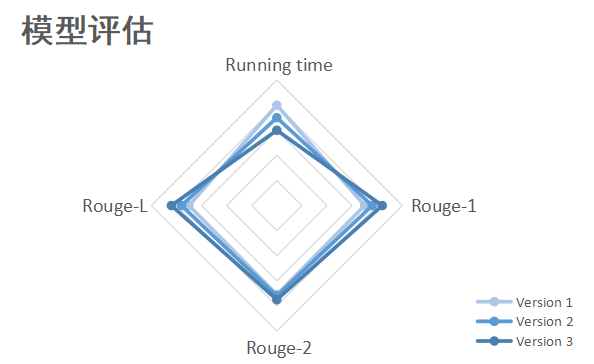 模型评估
Running time
Rouge-L
Rouge-1
Rouge-2
Version 1
Version 2
Version 3